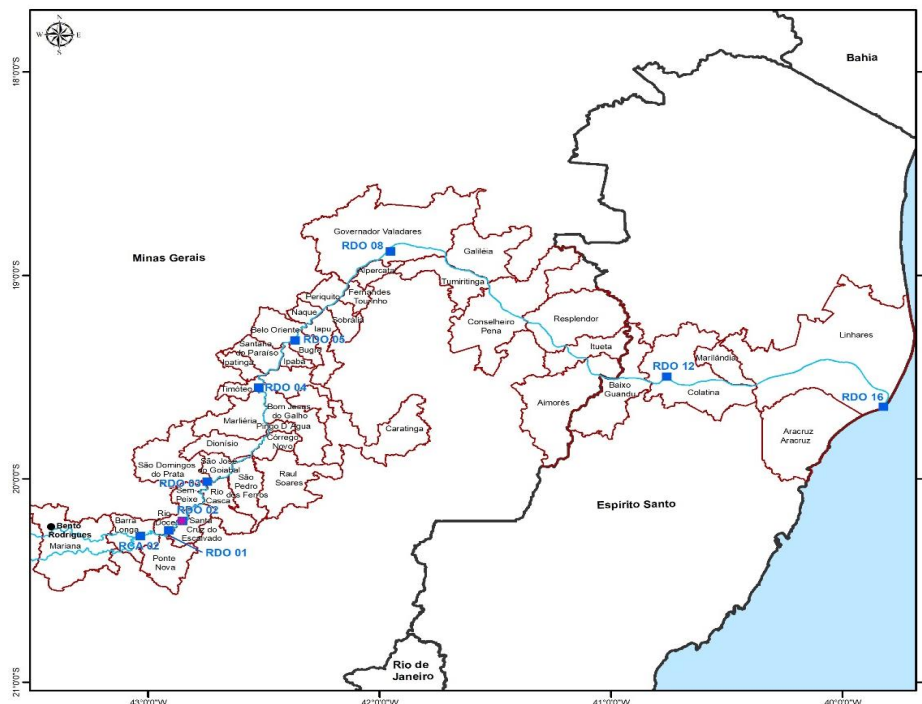 N
W E
S
Bahia
18°0'0"S
Governador Valadares
RDO 08
Galiléia
Minas Gerais
Alpercata
19°0'0"S
Tumiritinga
Fernandes
Tourinho
Periquito
Naque
Sobrália
Conselheiro
Pena
Resplendor
Belo Oriente
Iapu
Linhares
RDO 05
Santana
do Paraíso
Bugre
Itueta
Marilândia
Ipatinga
Ipaba
RDO 12
Timóteo
RDO 04
Baixo
Guandu
Colatina
Aimorés
RDO 16
Bom Jesus
do Galho
Marliéria
Pingo D'Água
Caratinga
Aracruz
Aracruz
Córrego
Novo
Dionísio
São José
do Goiabal
São Domingos
do Prata
20°0'0"S
São
Pedro
dos Ferros
Raul
Soares
RDO 03
Sem
Peixe
Rio
Casca
Espirito Santo
RDO 02
Rio
Doce
Santa
Cruz do
Escalvado
Barra
Longa
Bento
Rodrigues
Mariana
RCA 02
RDO 01
Ponte
Nova
Rio de
Janeiro
21°0'0"S
43°0'0"W
42°0'0"W
41°0'0"W
40°0'0"W